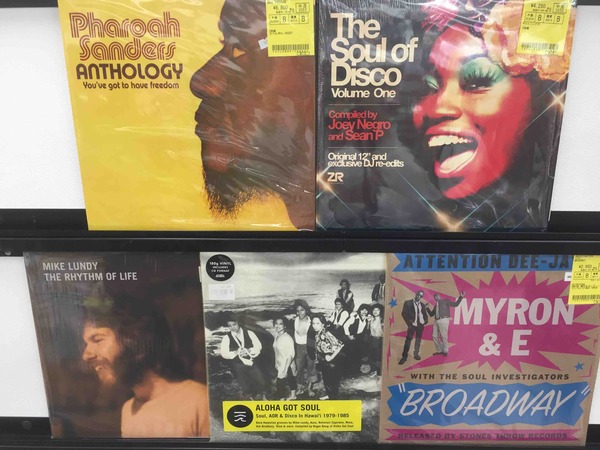 Pharoah
Sanders
ANTHOLOGY
You've got to have freedom
The
Soul of
Disco
Volume One
Compiled by
Joey Negro
and Sean P
Original 12" and
exclusive DJ re-edits
ZR
MIKE LUNDY
THE RHYTHM OF LIFE
180g VINYL
ALOHA GOT SOUL
Soul, AOR & Disco In Hawai'i 1979-1985
ATTENTION DEE-JA
MYRON
& E
WITH THE SOUL INVESTIGATORS
"BROADWAY"
RELEASED BY STONES THROW RECORDS